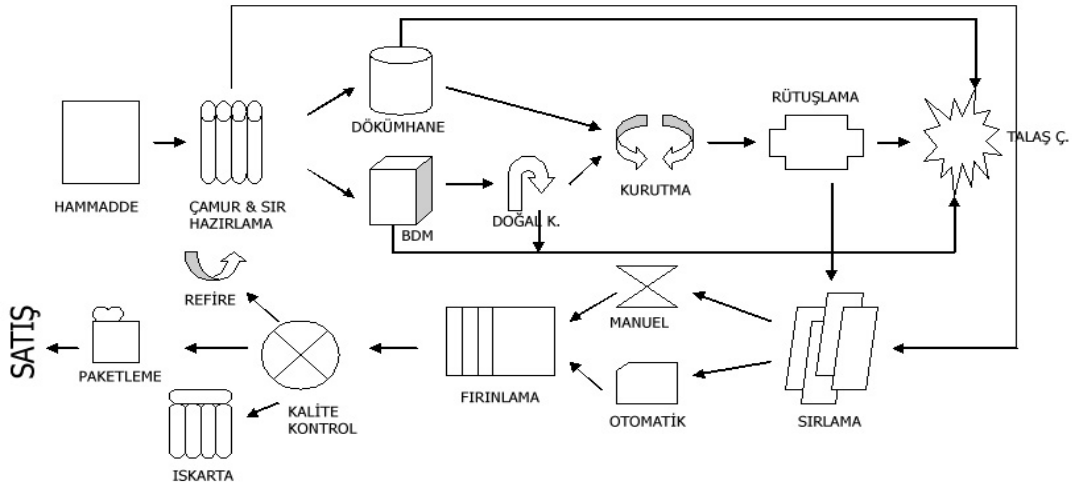 RÜTUŞLAMA
DÖKÜMHANE
TALAŞ Ç.
HAMMADDE
ÇAMUR & SIR
HAZIRLAMA
KURUTMA
DOĞAL K.
BDM
REFİRE
MANUEL
SATIŞ
PAKETLEME
KALİTE
KONTROL
FIRINLAMA
OTOMATİK
SIRLAMA
ISKARTA